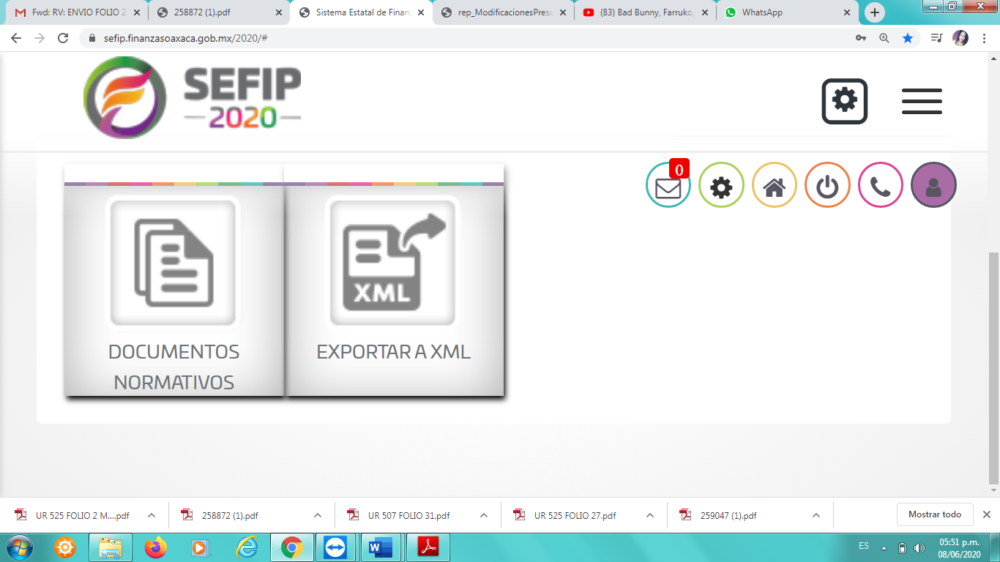 Fwd: RV: ENVIO FOLIO 2
258872 (1).pdf
Sistema Estatal de Finanz
rep_ModificacionesPresu
(83) Bad Bunny, Farruko,
WhatsApp
sefip.finanzasoaxaca.gob.mx/2020/#
SEFIP
2020
0
DOCUMENTOS
NORMATIVOS
XML
EXPORTAR A XML
UR 525 FOLIO 2 M....pdf
258872 (1).pdf
UR 507 FOLIO 31.pdf
UR 525 FOLIO 27.pdf
259047 (1).pdf
Mostrar todo
ES
05:51 p.m.
08/06/2020